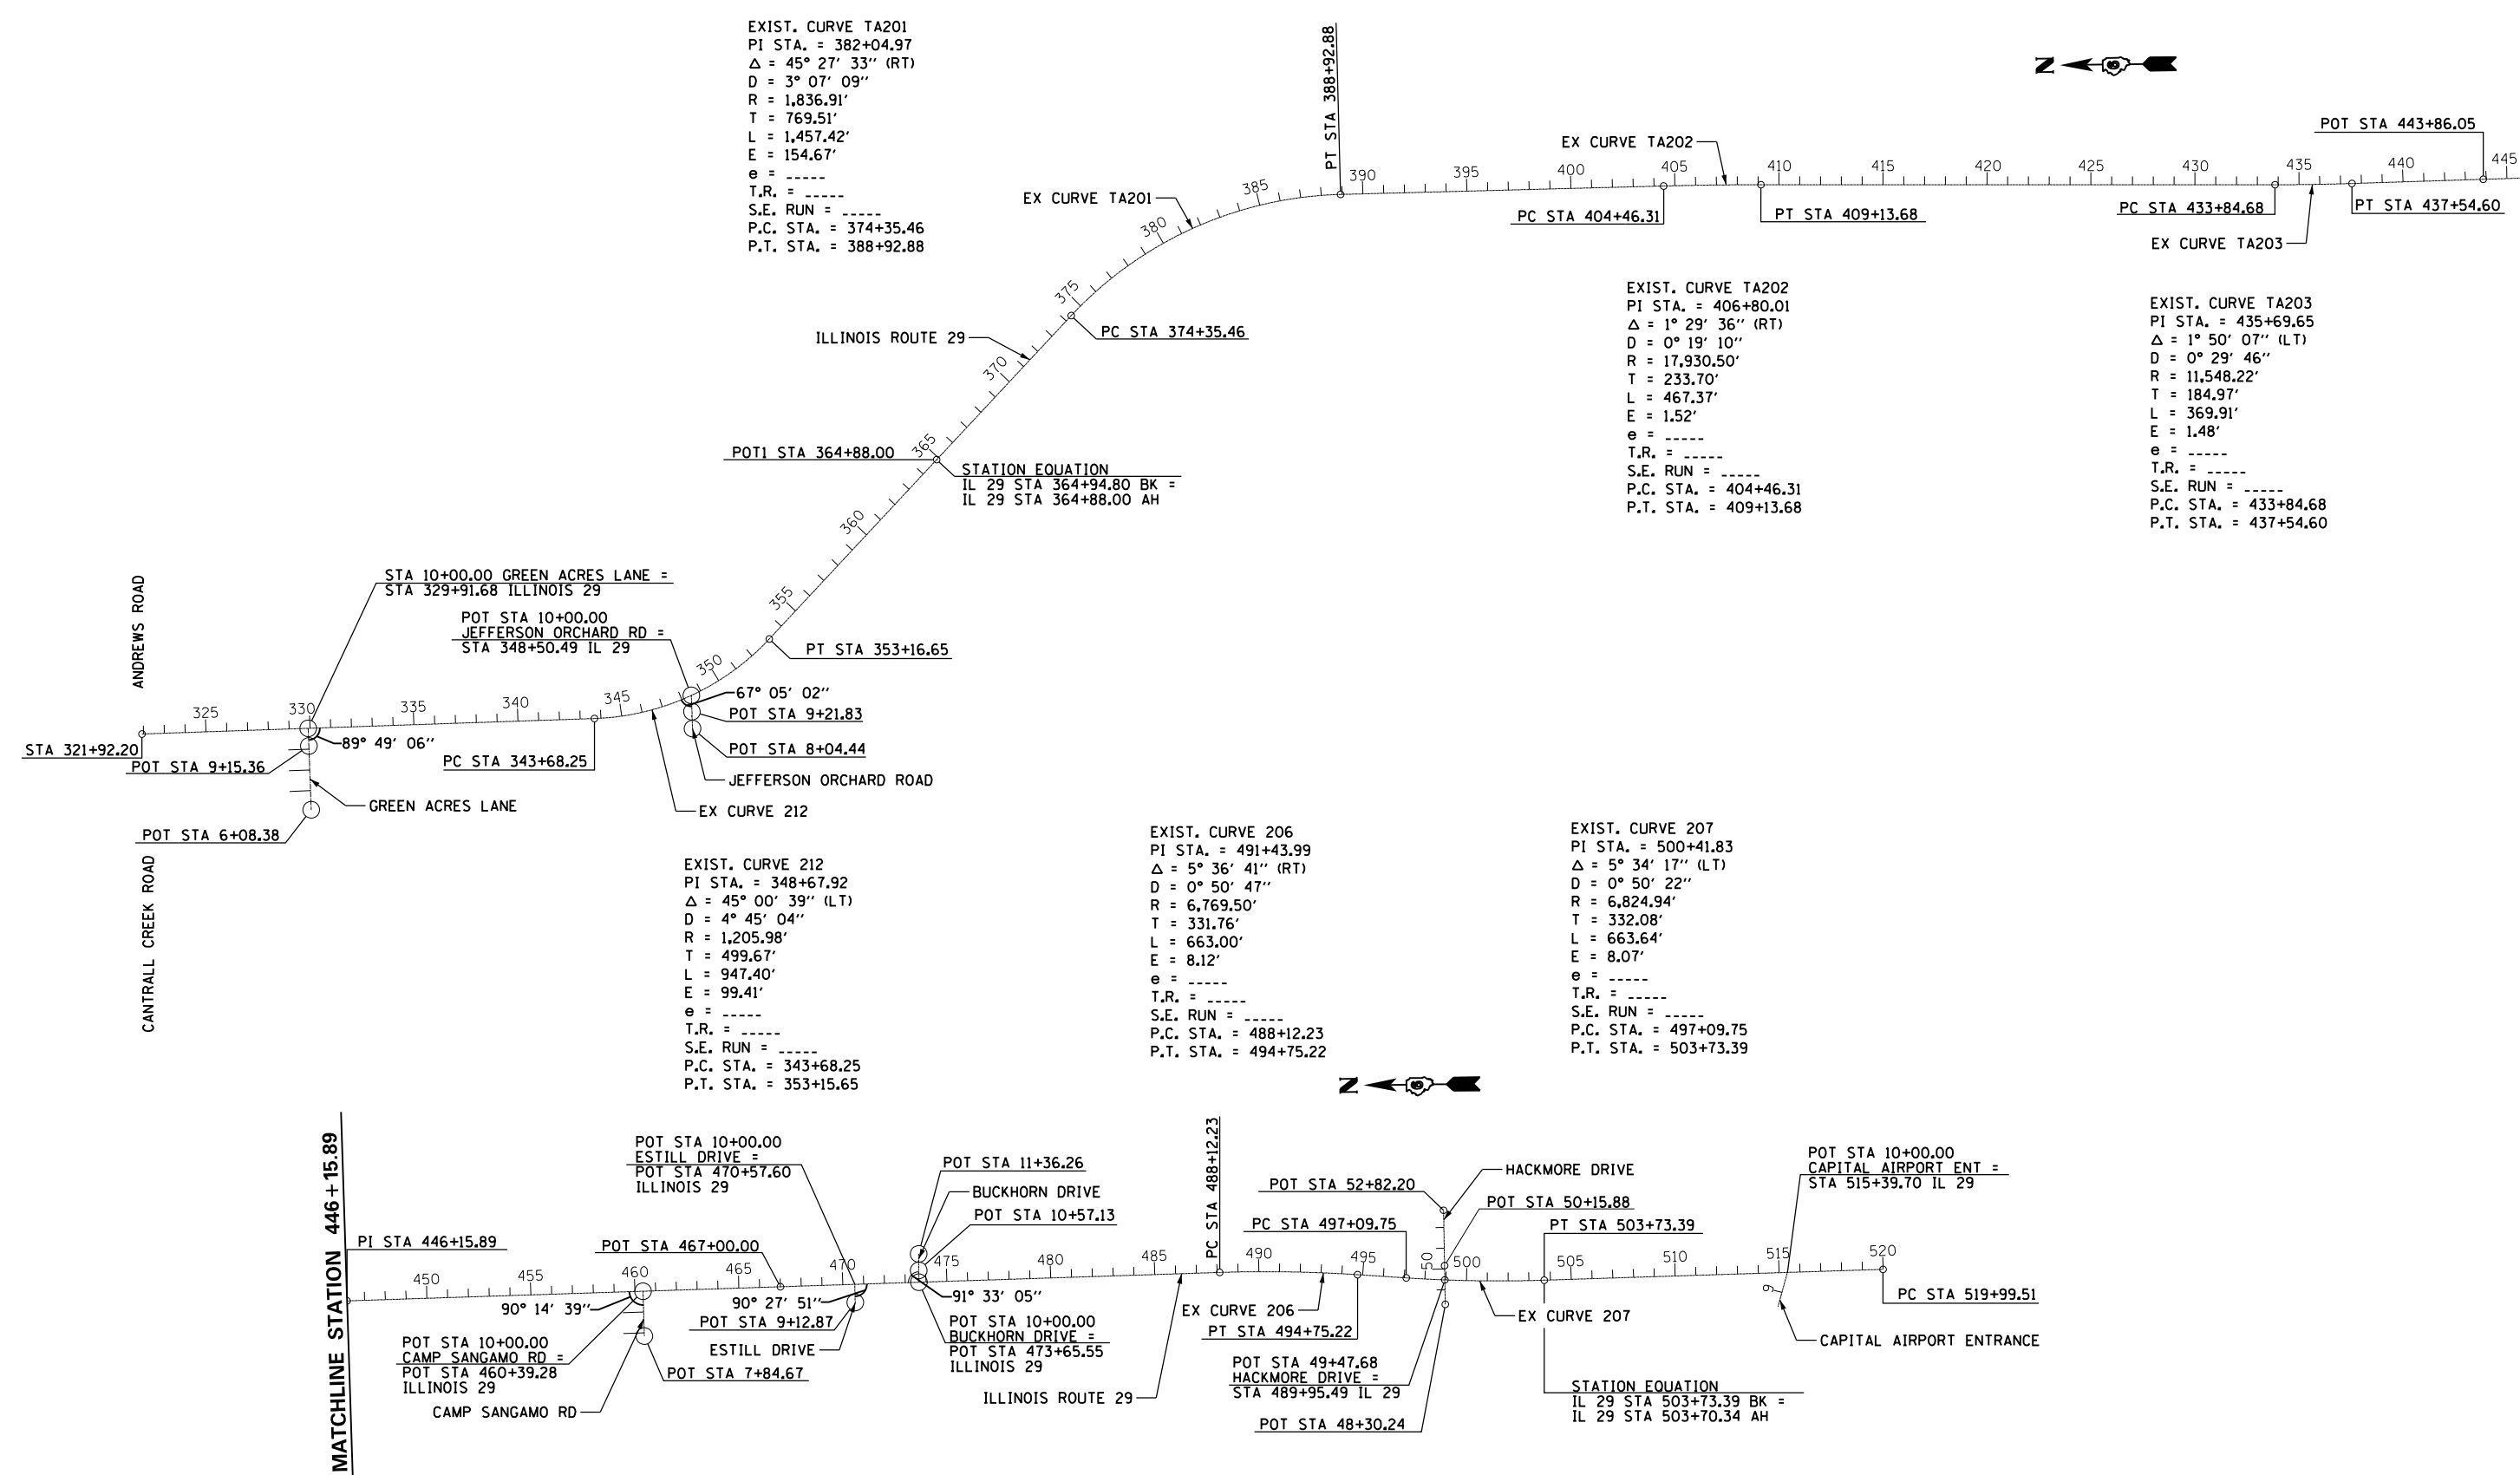 EXIST. CURVE TA201
PI STA. = 382+04.97
Δ = 45° 27' 33'' (RT)
D = 3° 07' 09''
R = 1,836.91'
T = 769.51'
L = 1,457.42'
E = 154.67'
e = _____
T.R. = _____
S.E. RUN = _____
P.C. STA. = 374+35.46
P.T. STA. = 388+92.88
PT STA 388+92.88
N
POT STA 443+86.05
EX CURVE TA202
EX CURVE TA201
380
385
390
395
400
405
410
415
420
425
430
435
440
445
PC STA 404+46.31
PT STA 409+13.68
PC STA 433+84.68
PT STA 437+54.60
EX CURVE TA203
EXIST. CURVE TA202
PI STA. = 406+80.01
Δ = 1° 29' 36'' (RT)
D = 0° 19' 10''
R = 17,930.50'
T = 233.70'
L = 467.37'
E = 1.52'
e = _____
T.R. = _____
S.E. RUN = _____
P.C. STA. = 404+46.31
P.T. STA. = 409+13.68
EXIST. CURVE TA203
PI STA. = 435+69.65
Δ = 1° 50' 07'' (LT)
D = 0° 29' 46''
R = 11,548.22'
T = 184.97'
L = 369.91'
E = 1.48'
e = _____
T.R. = _____
S.E. RUN = _____
P.C. STA. = 433+84.68
P.T. STA. = 437+54.60
375
PC STA 374+35.46
ILLINOIS ROUTE 29
370
365
POT1 STA 364+88.00
STATION EQUATION
IL 29 STA 364+94.80 BK =
IL 29 STA 364+88.00 AH
360
355
ANDREWS ROAD
STA 10+00.00 GREEN ACRES LANE =
STA 329+91.68 ILLINOIS 29
POT STA 10+00.00
JEFFERSON ORCHARD RD =
STA 348+50.49 IL 29
PT STA 353+16.65
325
330
335
340
345
350
67° 05' 02''
POT STA 9+21.83
STA 321+92.20
89° 49' 06''
POT STA 9+15.36
PC STA 343+68.25
POT STA 8+04.44
JEFFERSON ORCHARD ROAD
GREEN ACRES LANE
EX CURVE 212
POT STA 6+08.38
CANTRALL CREEK ROAD
EXIST. CURVE 212
PI STA. = 348+67.92
Δ = 45° 00' 39'' (LT)
D = 4° 45' 04''
R = 1,205.98'
T = 499.67'
L = 947.40'
E = 99.41'
e = _____
T.R. = _____
S.E. RUN = _____
P.C. STA. = 343+68.25
P.T. STA. = 353+15.65
EXIST. CURVE 206
PI STA. = 491+43.99
Δ = 5° 36' 41'' (RT)
D = 0° 50' 47''
R = 6,769.50'
T = 331.76'
L = 663.00'
E = 8.12'
e = _____
T.R. = _____
S.E. RUN = _____
P.C. STA. = 488+12.23
P.T. STA. = 494+75.22
EXIST. CURVE 207
PI STA. = 500+41.83
Δ = 5° 34' 17'' (LT)
D = 0° 50' 22''
R = 6,824.94'
T = 332.08'
L = 663.64'
E = 8.07'
e = _____
T.R. = _____
S.E. RUN = _____
P.C. STA. = 497+09.75
P.T. STA. = 503+73.39
N
MATCHLINE STATION 446+15.89
PI STA 446+15.89
POT STA 10+00.00
ESTILL DRIVE =
POT STA 470+57.60
ILLINOIS 29
POT STA 11+36.26
BUCKHORN DRIVE
POT STA 10+57.13
PC STA 488+12.23
HACKMORE DRIVE
POT STA 52+82.20
POT STA 50+15.88
PC STA 497+09.75
PT STA 503+73.39
POT STA 10+00.00
CAPITAL AIRPORT ENT =
STA 515+39.70 IL 29
POT STA 467+00.00
450
455
460
465
470
475
480
485
490
495
50
500
505
510
515
520
9
90° 14' 39''
90° 27' 51''
91° 33' 05''
POT STA 9+12.87
ESTILL DRIVE
POT STA 10+00.00
CAMP SANGAMO RD =
POT STA 460+39.28
ILLINOIS 29
CAMP SANGAMO RD
POT STA 7+84.67
POT STA 10+00.00
BUCKHORN DRIVE =
POT STA 473+65.55
ILLINOIS 29
ILLINOIS ROUTE 29
EX CURVE 206
PT STA 494+75.22
POT STA 49+47.68
HACKMORE DRIVE =
STA 489+95.49 IL 29
POT STA 48+30.24
EX CURVE 207
PC STA 519+99.51
CAPITAL AIRPORT ENTRANCE
STATION EQUATION
IL 29 STA 503+73.39 BK =
IL 29 STA 503+70.34 AH